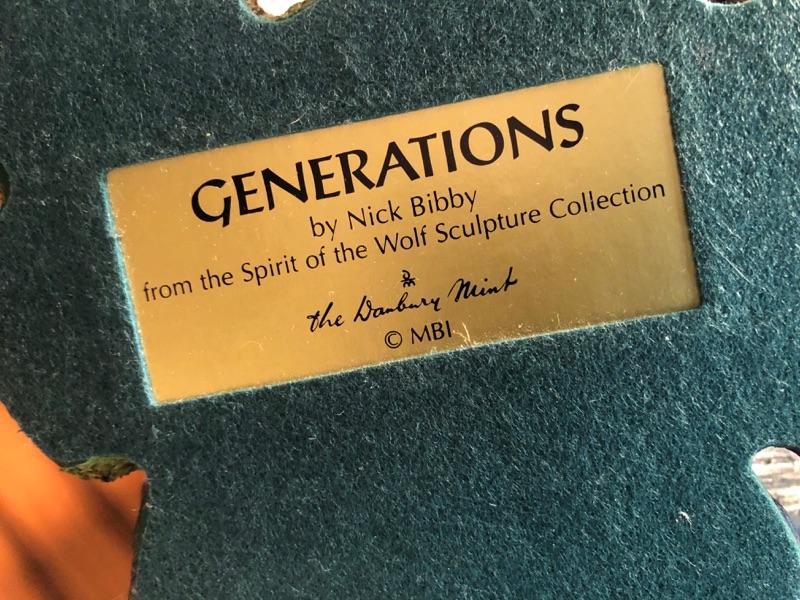 GENERATIONS
by Nick Bibby
from the Spirit of the Wolf Sculpture Collection
the Danbury Mint
© MBI